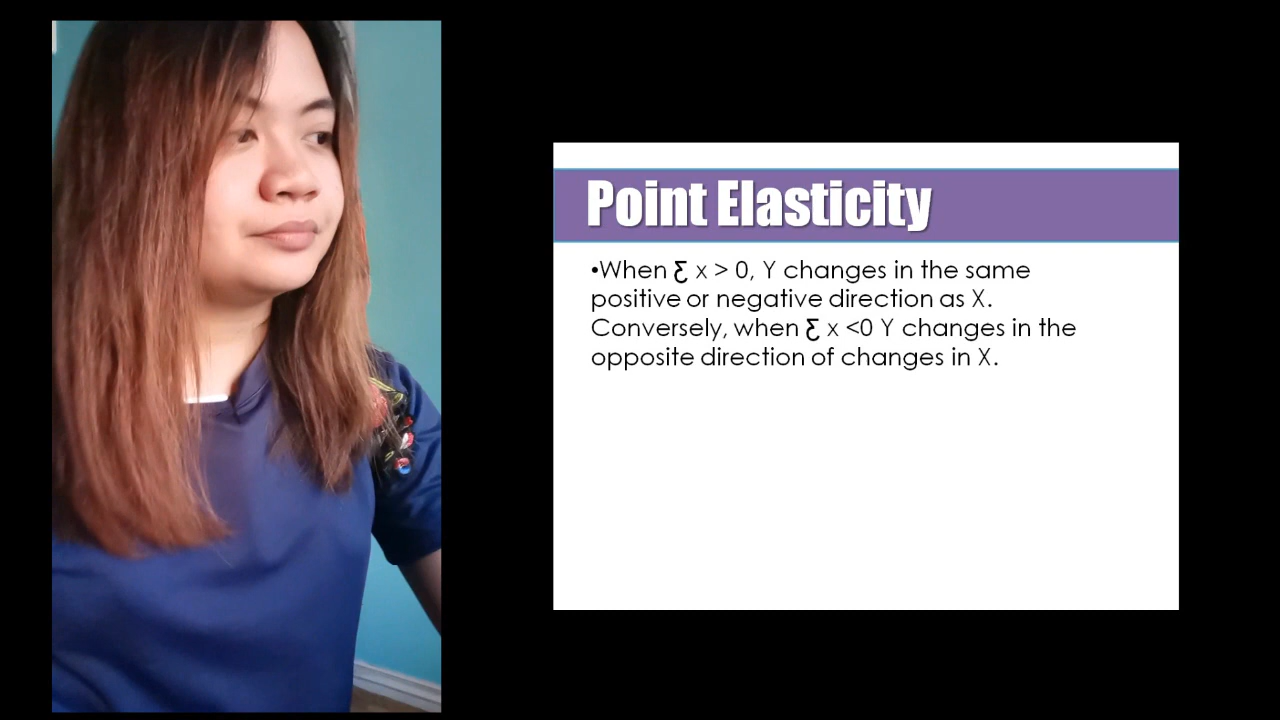 Point Elasticity
•When Ƹ x > 0, Y changes in the same
positive or negative direction as X.
Conversely, when Ƹ x <0 Y changes in the
opposite direction of changes in X.